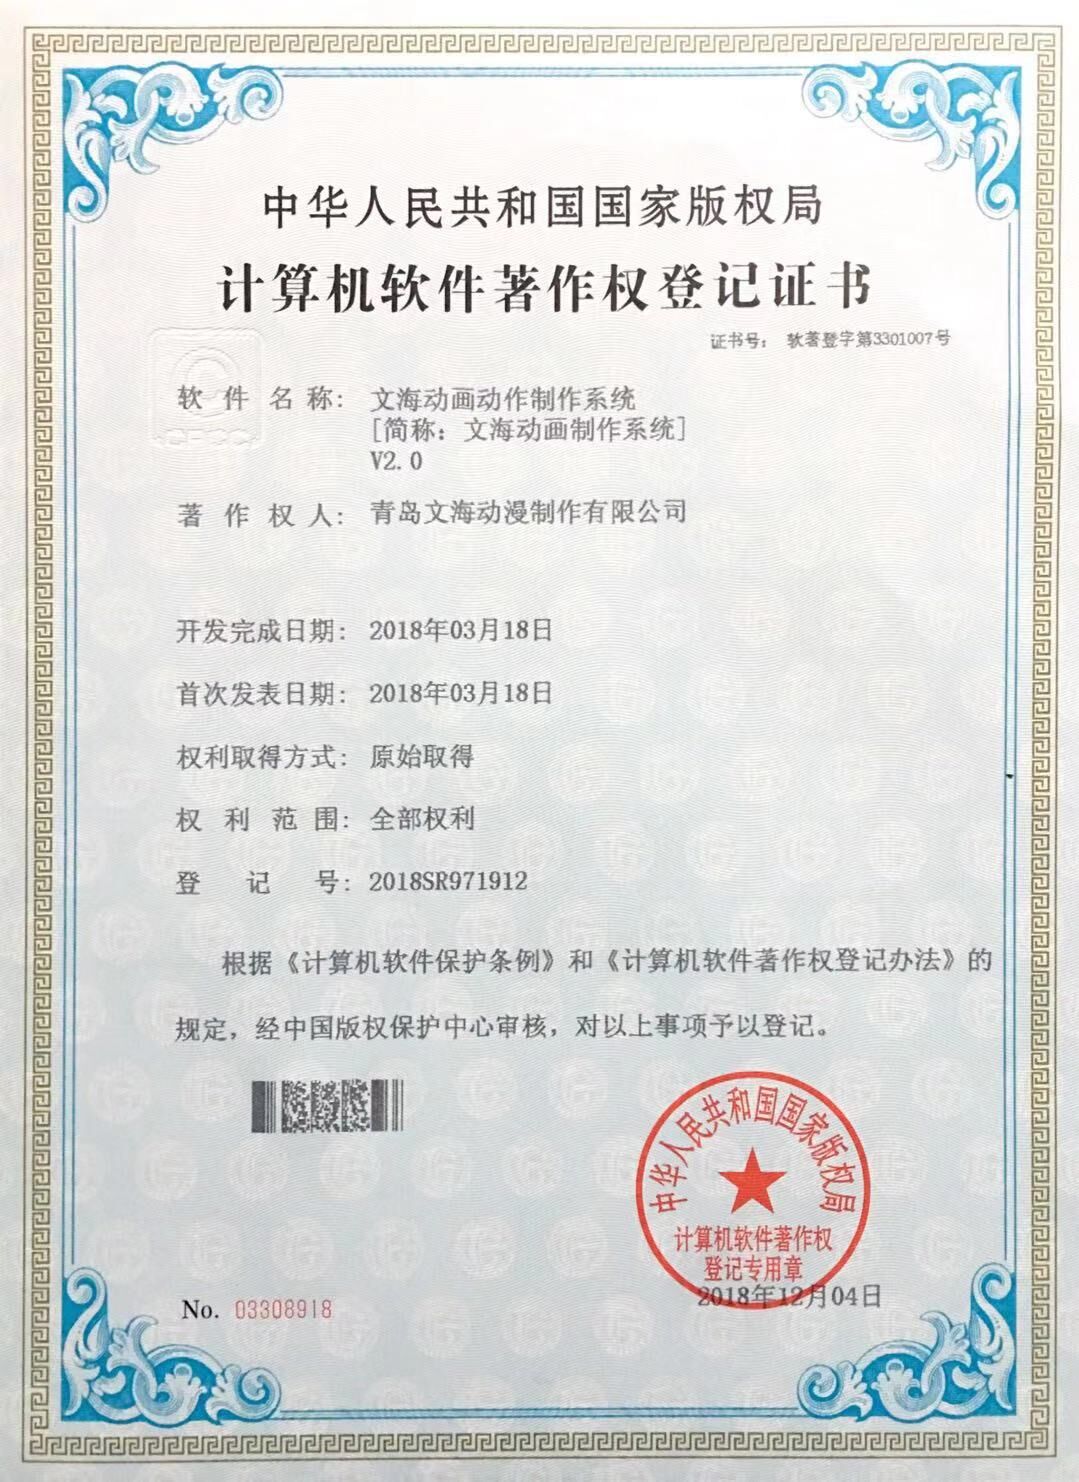 中华人民共和国国家版权局
计算机软件著作权登记证书
证书号： 软著登字第3301007号
软件名称： 文海动画动作制作系统
[简称：文海动画制作系统]
V2.0
著作权人： 青岛文海动漫制作有限公司
开发完成日期： 2018年03月18日
首次发表日期： 2018年03月18日
权利取得方式： 原始取得
权利范围： 全部权利
登记号： 2018SR971912
根据《计算机软件保护条例》和《计算机软件著作权登记办法》的
规定，经中国版权保护中心审核，对以上事项予以登记。
中华人民共和国国家版权局
计算机软件著作权
登记专用章
No. 03308918
2018年12月04日